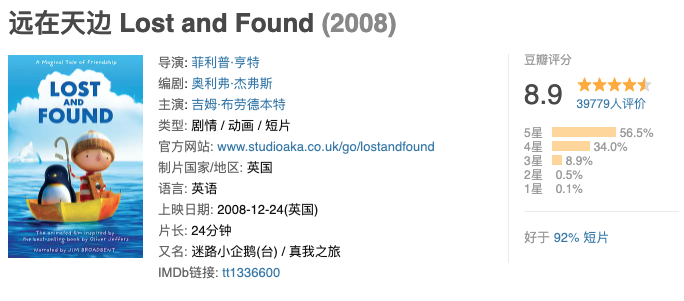 远在天边 Lost and Found (2008)
A Magical Tale of Friendship
LOST
AND
FOUND
The animated film inspired by
the best-selling book by Oliver Jeffers
Narrated by JIM BROADBENT
导演: 菲利普·亨特
编剧: 奥利弗·杰弗斯
主演: 吉姆·布劳德本特
类型: 剧情 / 动画 / 短片
官方网站: www.studioaka.co.uk/go/lostandfound
制片国家/地区: 英国
语言: 英语
上映日期: 2008-12-24(英国)
片长: 24分钟
又名: 迷路小企鹅(台) / 真我之旅
IMDb链接: tt1336600
豆瓣评分
8.9
39779人评价
5星 56.5%
4星 34.0%
3星 8.9%
2星 0.5%
1星 0.1%
好于 92% 短片